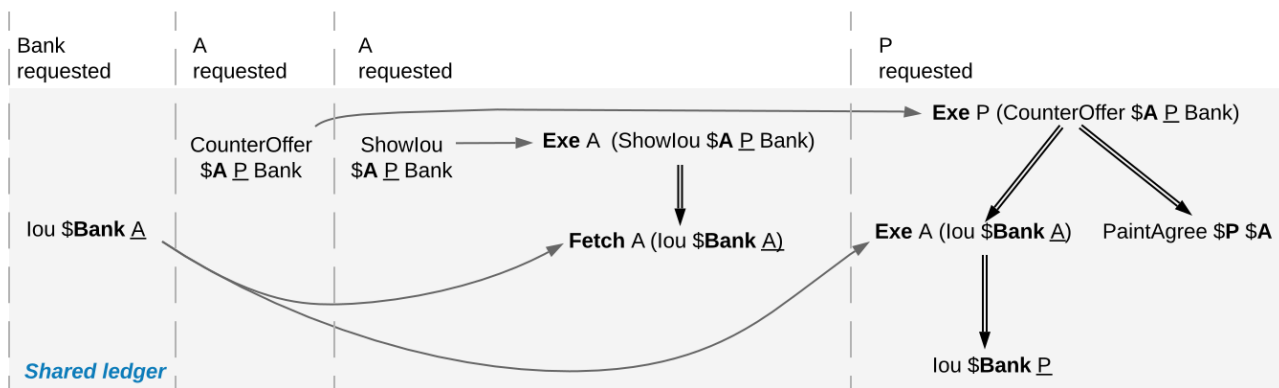 Bank
requested
A
requested
A
requested
P
requested
Exe P (CounterOffer $A P Bank)
CounterOffer
$A P Bank
ShowIou
$A P Bank
Exe A (ShowIou $A P Bank)
Iou $Bank A
Fetch A (Iou $Bank A)
Exe A (Iou $Bank A)
PaintAgree $P $A
Iou $Bank P
Shared ledger